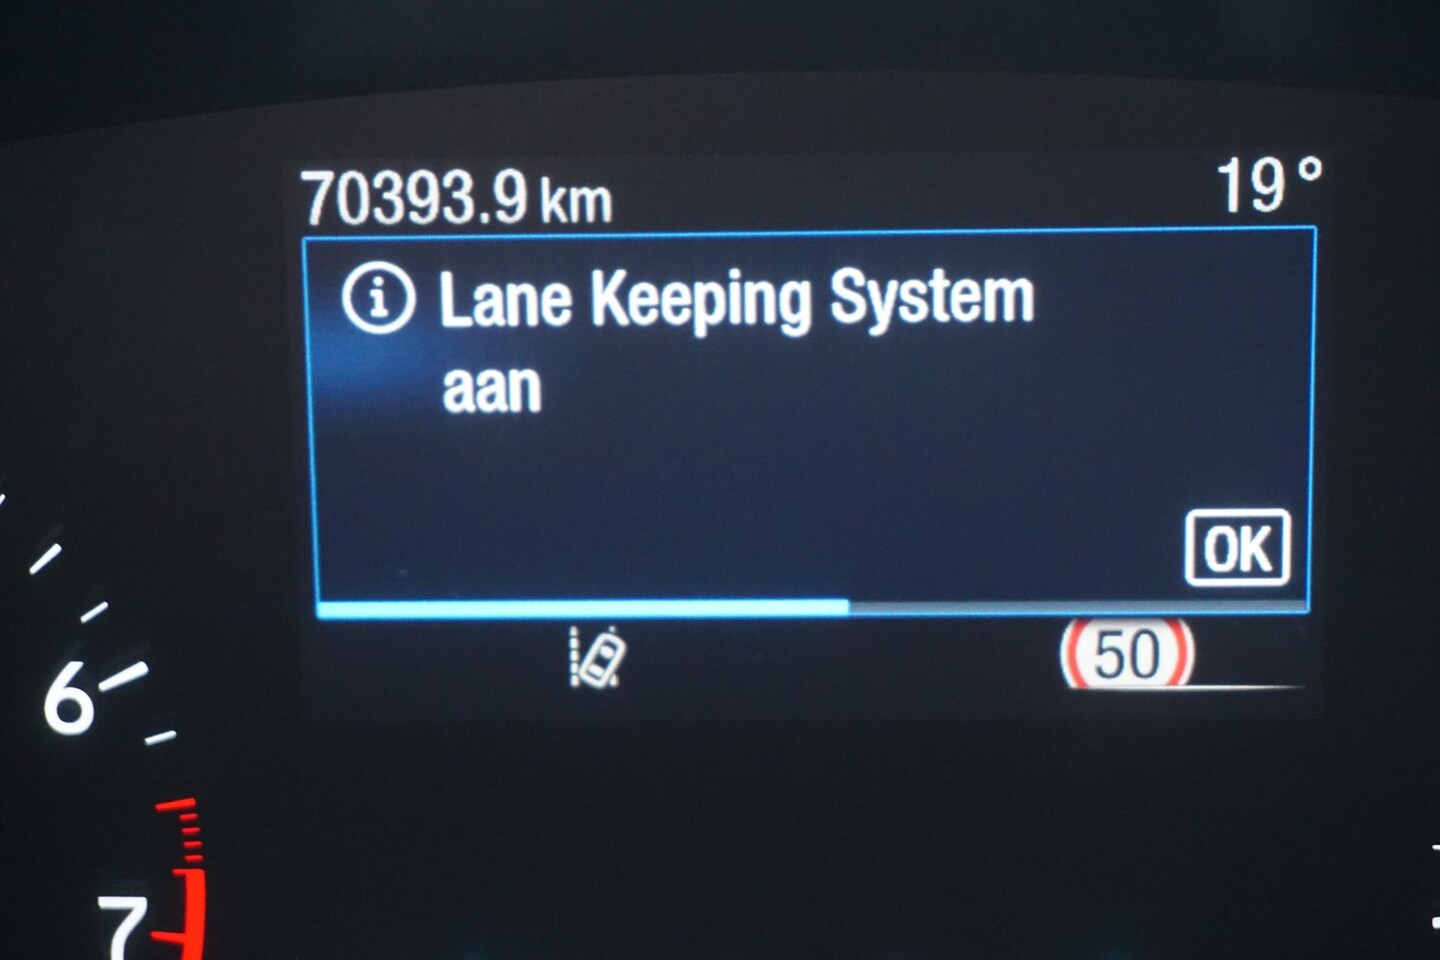 70393.9 km 19°
i Lane Keeping System
aan
OK
50
6
7